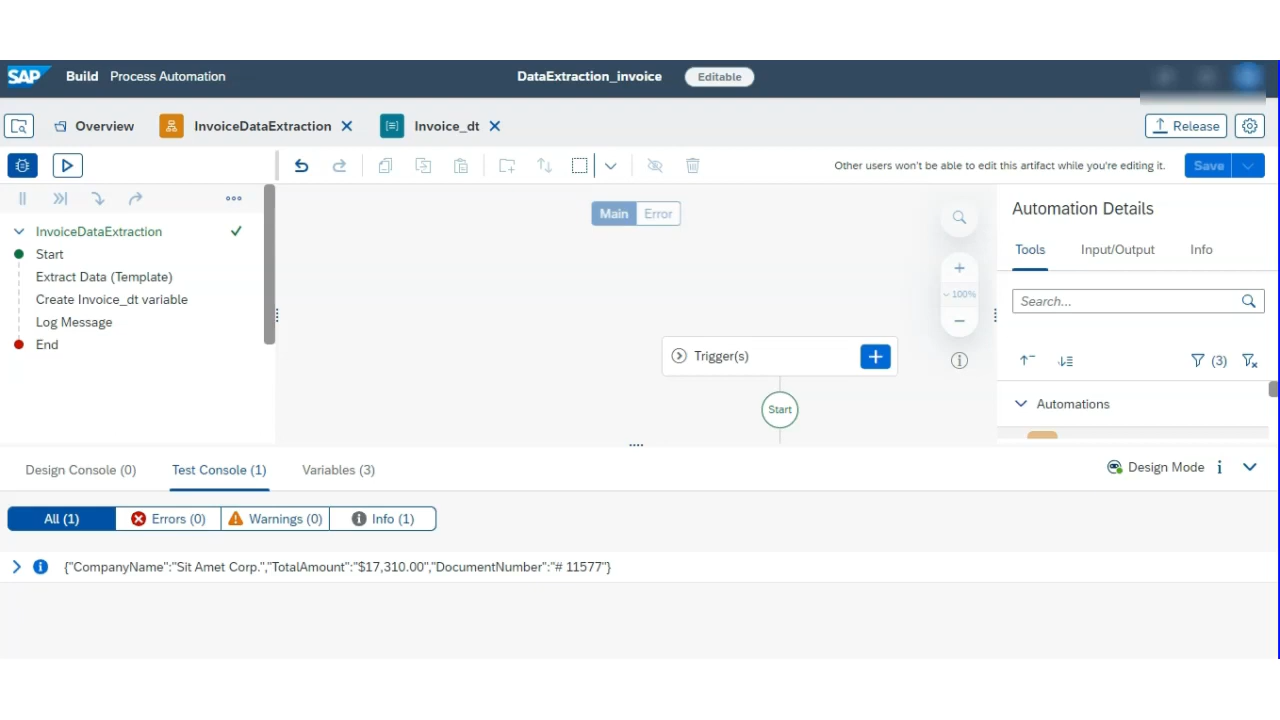 SAP Build Process Automation DataExtraction_invoice Editable
Overview InvoiceDataExtraction Invoice_dt Release
Other users won't be able to edit this artifact while you're editing it. Save
InvoiceDataExtraction
Start
Extract Data (Template)
Create Invoice_dt variable
Log Message
End
Main Error
100%
Trigger(s)
Start
Automation Details
Tools Input/Output Info
Search...
(3)
Automations
Design Console (0) Test Console (1) Variables (3) Design Mode
All (1) Errors (0) Warnings (0) Info (1)
{"CompanyName":"Sit Amet Corp.","TotalAmount":"$17,310.00","DocumentNumber":"# 11577"}